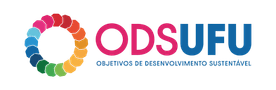 ODSUFU
OBJETIVOS DE DESENVOLVIMENTO SUSTENTÁVEL